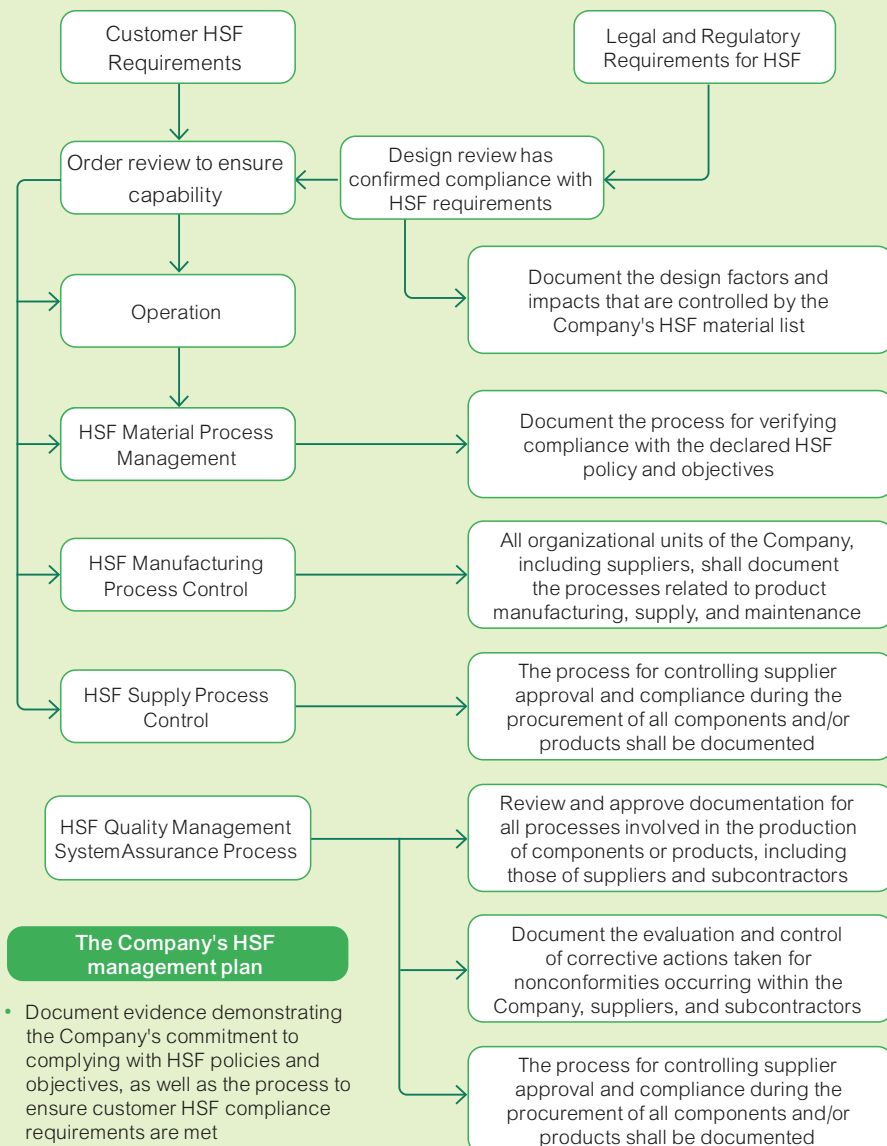 Customer HSF
Requirements
Legal and Regulatory
Requirements for HSF
Order review to ensure
capability
Design review has
confirmed compliance with
HSF requirements
Document the design factors and
impacts that are controlled by the
Company's HSF material list
Operation
HSF Material Process
Management
Document the process for verifying
compliance with the declared HSF
policy and objectives
HSF Manufacturing
Process Control
All organizational units of the Company,
including suppliers, shall document
the processes related to product
manufacturing, supply, and maintenance
HSF Supply Process
Control
The process for controlling supplier
approval and compliance during the
procurement of all components and/or
products shall be documented
HSF Quality Management
SystemAssurance Process
Review and approve documentation for
all processes involved in the production
of components or products, including
those of suppliers and subcontractors
Document the evaluation and control
of corrective actions taken for
nonconformities occurring within the
Company, suppliers, and subcontractors
The process for controlling supplier
approval and compliance during the
procurement of all components and/or
products shall be documented
The Company's HSF
management plan
• Document evidence demonstrating
the Company's commitment to
complying with HSF policies and
objectives, as well as the process to
ensure customer HSF compliance
requirements are met